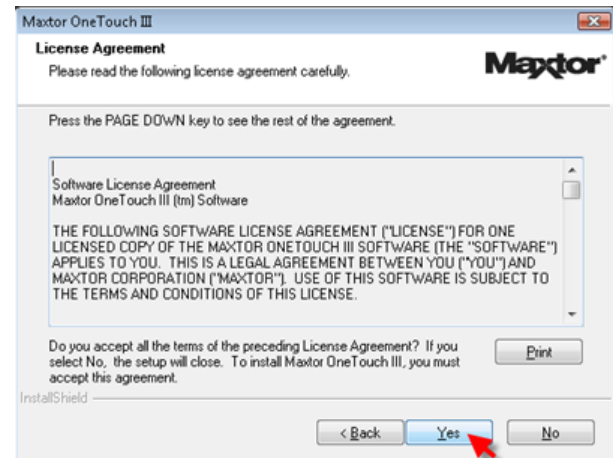 Maxtor OneTouch III
License Agreement
Please read the following license agreement carefully.
Maxtor
Press the PAGE DOWN key to see the rest of the agreement.
Software License Agreement
Maxtor OneTouch III (tm) Software
THE FOLLOWING SOFTWARE LICENSE AGREEMENT ("LICENSE") FOR ONE
LICENSED COPY OF THE MAXTOR ONETOUCH III SOFTWARE (THE "SOFTWARE")
APPLIES TO YOU. THIS IS A LEGAL AGREEMENT BETWEEN YOU ("YOU") AND
MAXTOR CORPORATION ("MAXTOR"). USE OF THIS SOFTWARE IS SUBJECT TO
THE TERMS AND CONDITIONS OF THIS LICENSE.
Do you accept all the terms of the preceding License Agreement? If you
select No, the setup will close. To install Maxtor OneTouch III, you must
accept this agreement.
Print
InstallShield
< Back
Yes
No